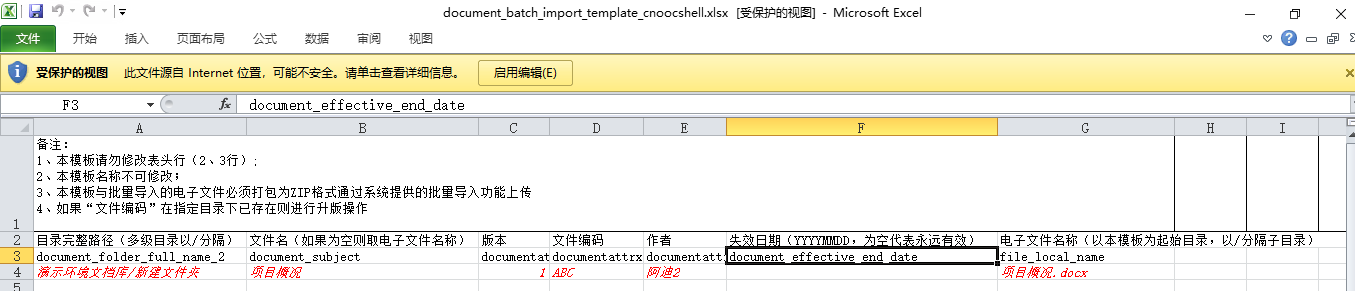 document_batch_import_template_cnoocshell.xlsx [受保护的视图] - Microsoft Excel
文件 开始 插入 页面布局 公式 数据 审阅 视图
受保护的视图 此文件源自 Internet 位置，可能不安全。请单击查看详细信息。 启用编辑(E)
F3 fx document_effective_end_date
A B C D E F G H I
备注：
1、本模板请勿修改表头行（2、3行）；
2、本模板名称不可修改；
3、本模板与批量导入的电子文件必须打包为ZIP格式通过系统提供的批量导入功能上传
1 4、如果“文件编码”在指定目录下已存在则进行升版操作
2 目录完整路径（多级目录以/分隔） 文件名（如果为空则取电子文件名称） 版本 文件编码 作者 失效日期（YYYYMMDD，为空代表永远有效） 电子文件名称（以本模板为起始目录，以/分隔子目录）
3 document_folder_full_name_2 document_subject documentat documentattrx documentatt document_effective_end_date file_local_name
4 演示环境文档库/新建文件夹 项目概况 1 ABC 阿迪2 项目概况.docx
5